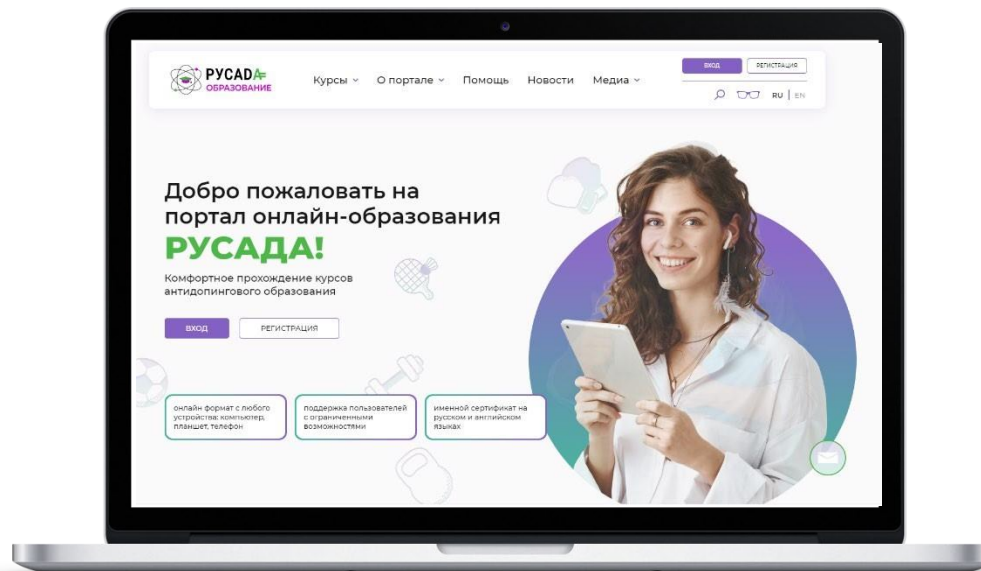 РУСАДА
ОБРАЗОВАНИЕ
Курсы
О портале
Помощь
Новости
Медиа
ВХОД
РЕГИСТРАЦИЯ
RU | EN
Добро пожаловать на
портал онлайн-образования
РУСАДА!
Комфортное прохождение курсов
антидопингового образования
ВХОД
РЕГИСТРАЦИЯ
онлайн формат с любого
устройства: компьютер,
планшет, телефон
поддержка пользователей
с ограниченными
возможностями
именной сертификат на
русском и английском
языках